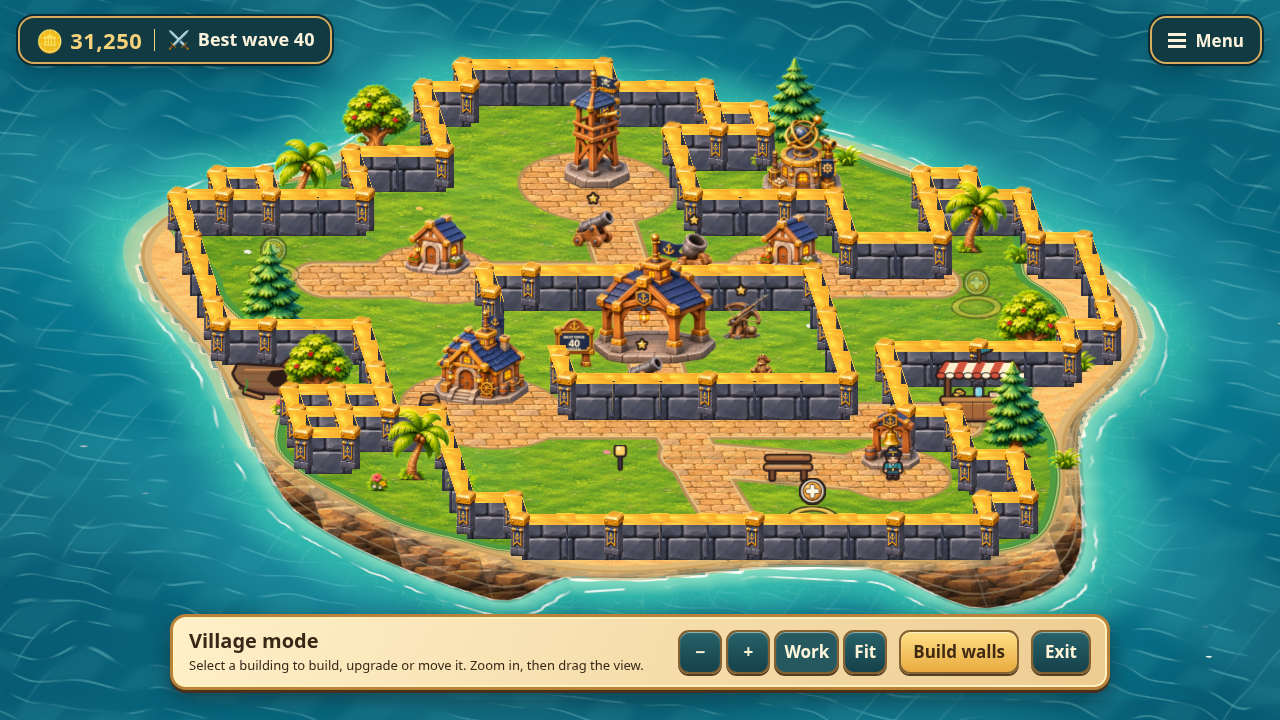 31,250
Best wave 40
Menu
40
Village mode
Select a building to build, upgrade or move it. Zoom in, then drag the view.
−
+
Work
Fit
Build walls
Exit